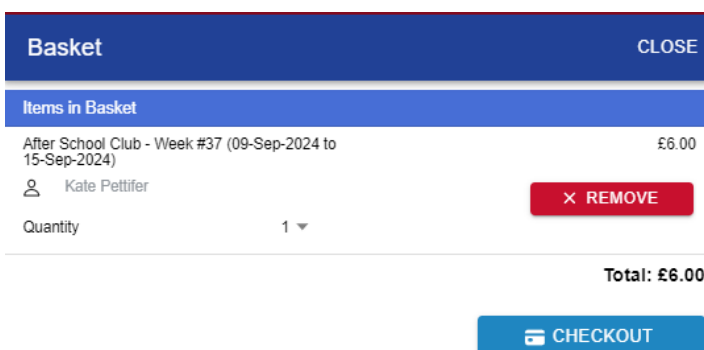 Basket
CLOSE
Items in Basket
After School Club - Week #37 (09-Sep-2024 to
15-Sep-2024)
£6.00
Kate Pettifer
× REMOVE
Quantity
1
Total: £6.00
CHECKOUT